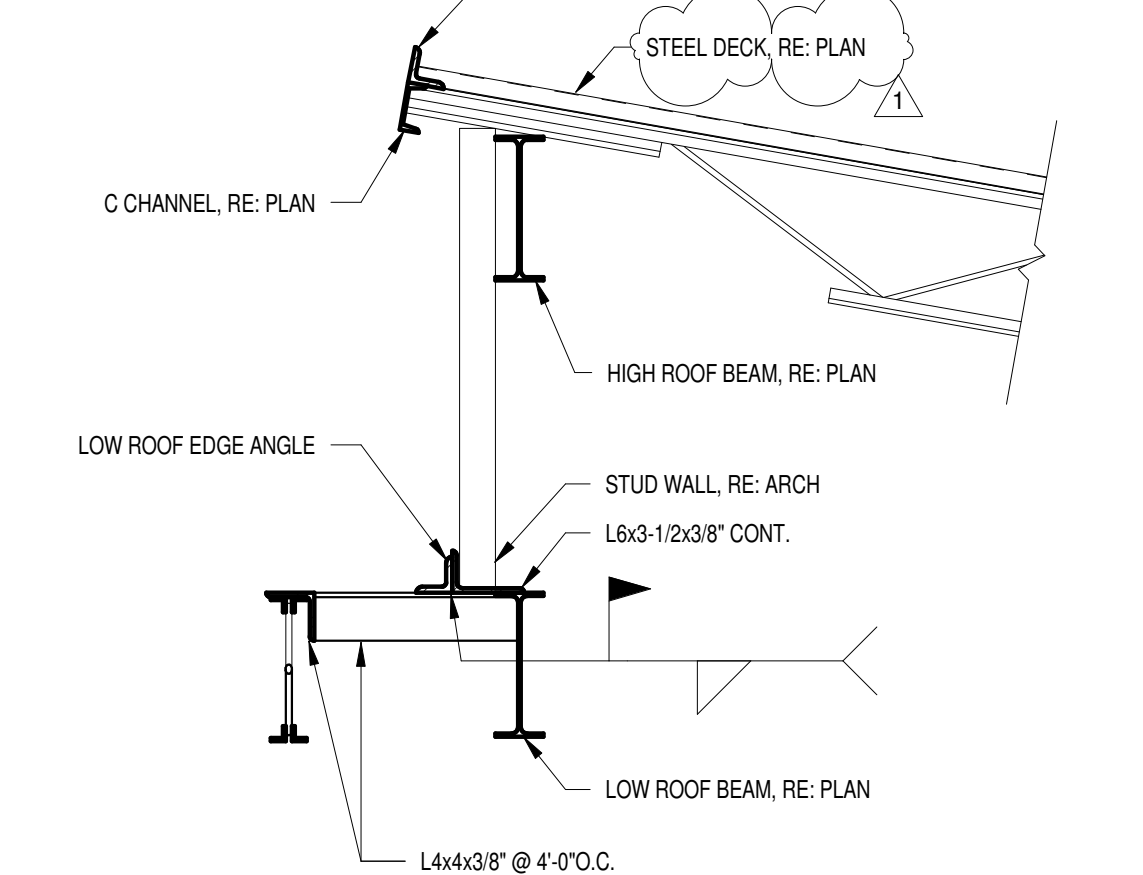 STEEL DECK, RE: PLAN
1
C CHANNEL, RE: PLAN
HIGH ROOF BEAM, RE: PLAN
LOW ROOF EDGE ANGLE
STUD WALL, RE: ARCH
L6x3-1/2x3/8" CONT.
LOW ROOF BEAM, RE: PLAN
L4x4x3/8" @ 4'-0"O.C.